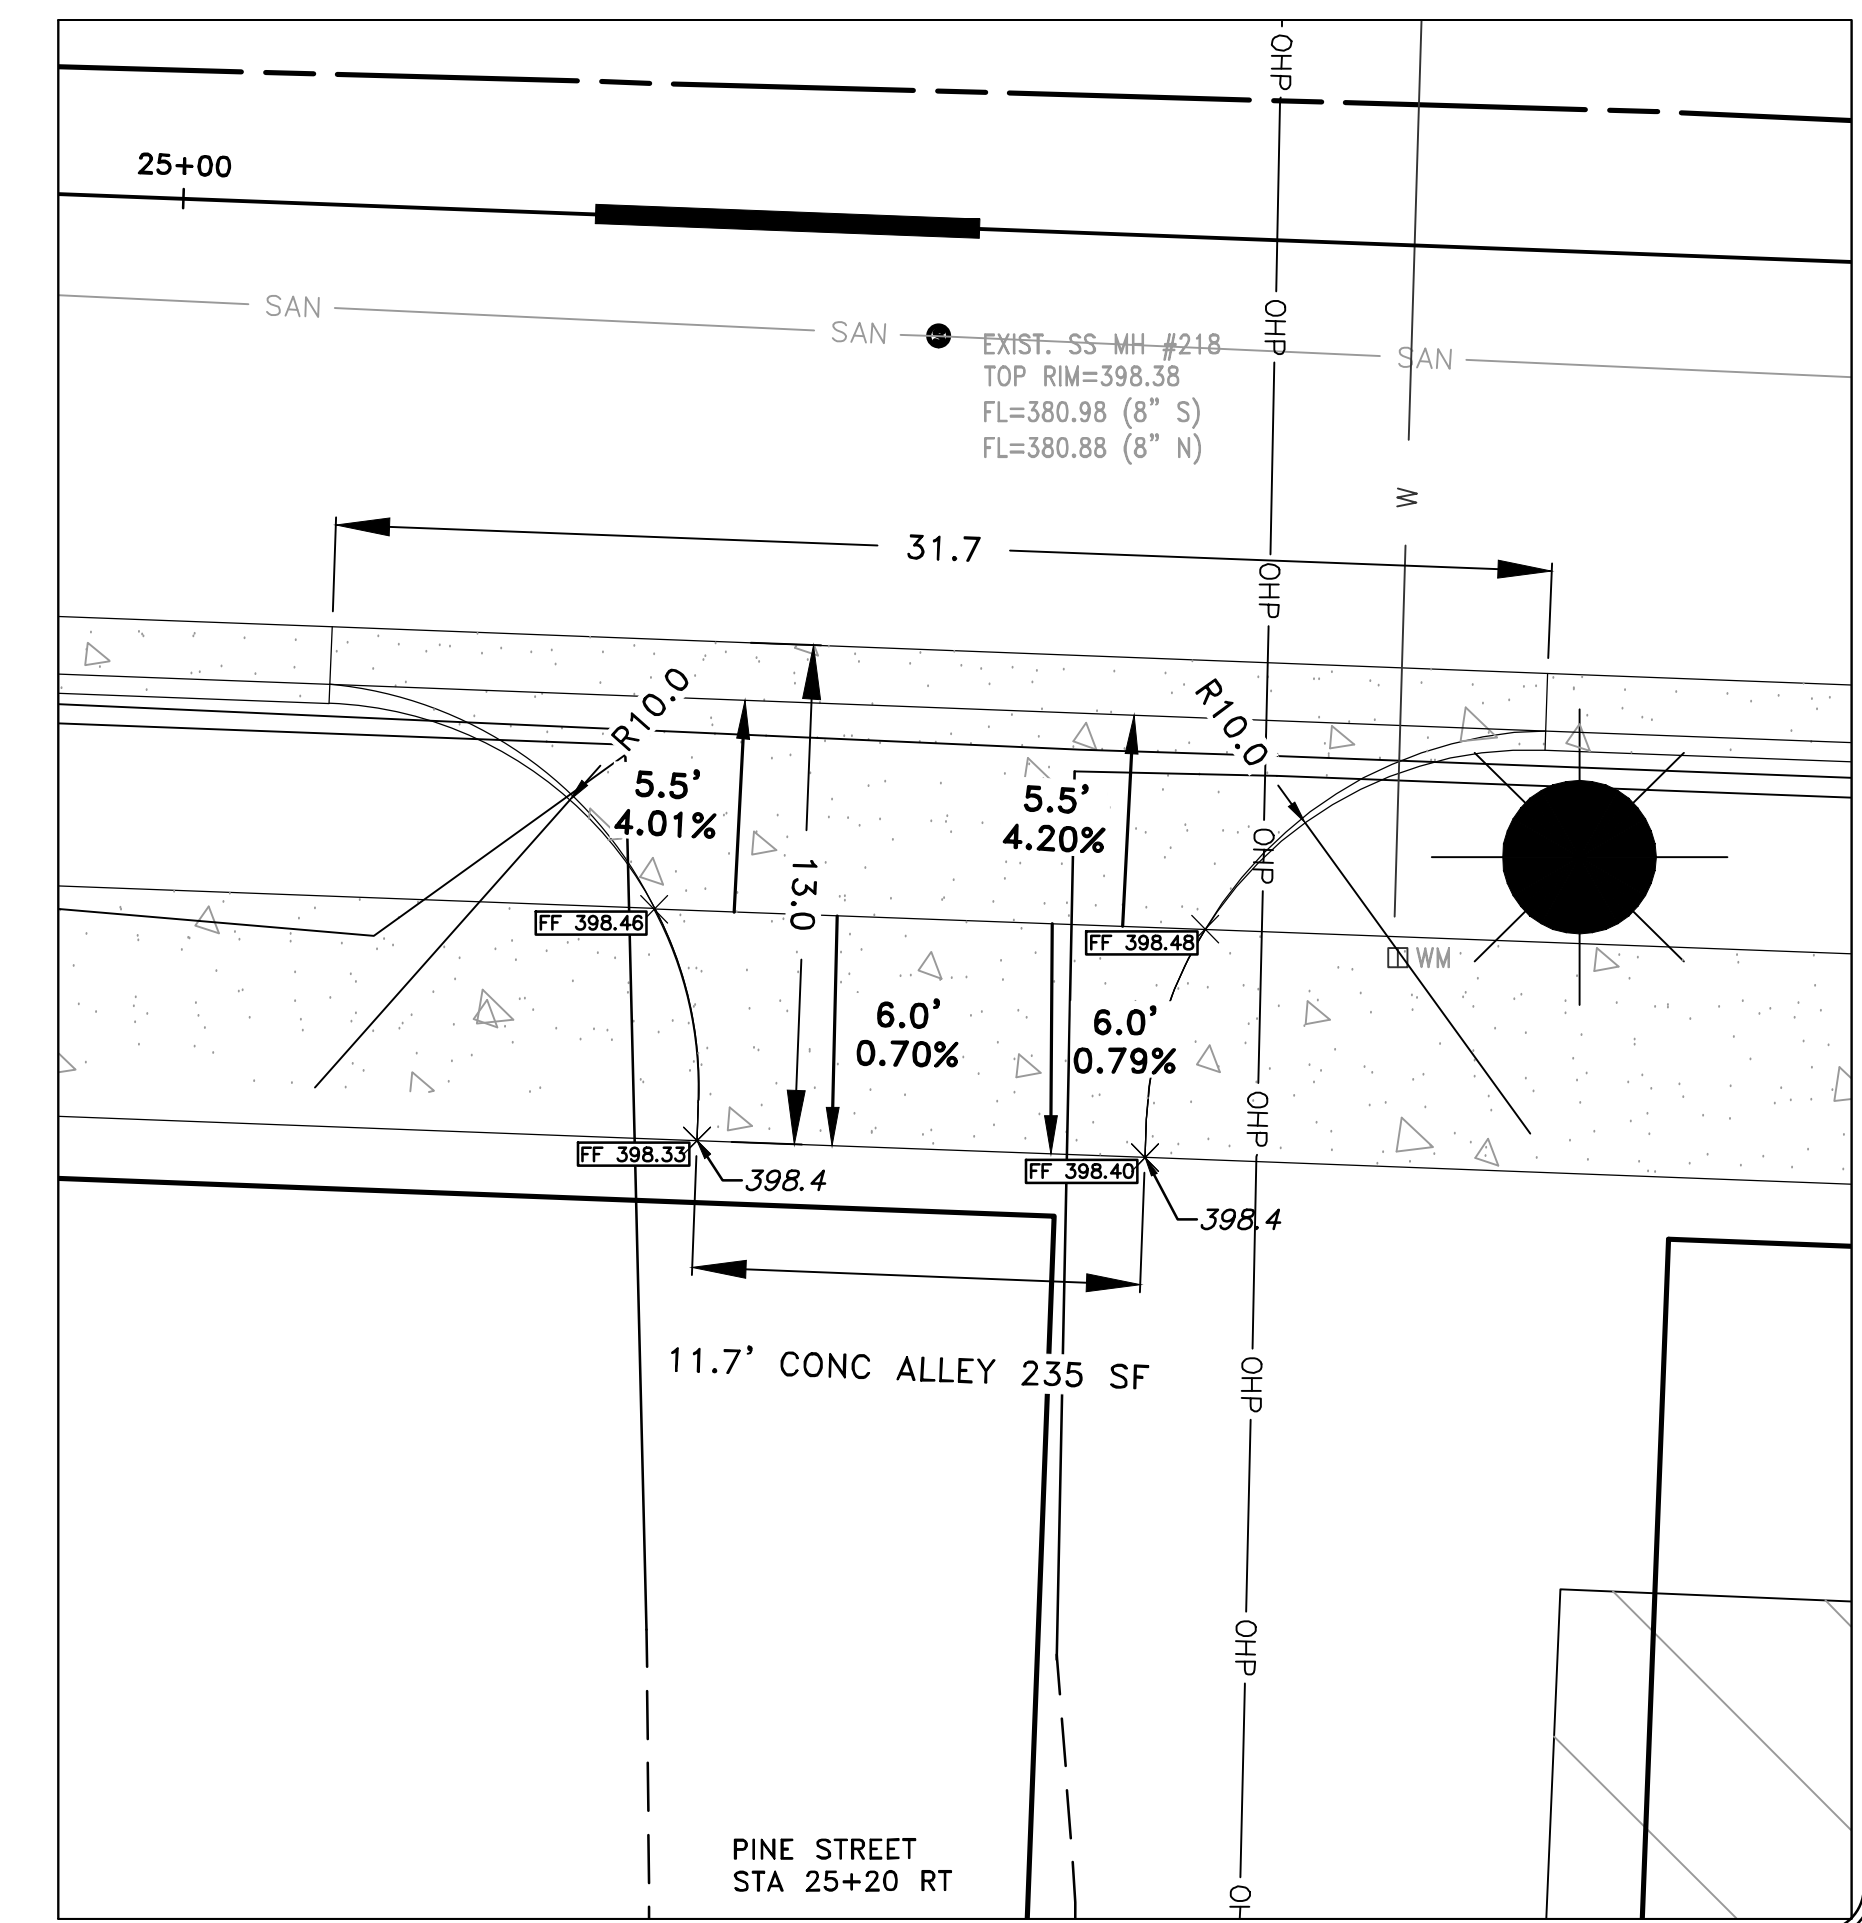 OHP
25+00
SAN
SAN
OHP
EXIST. SS MH #218
SAN
TOP RIM=398.38
FL=380.98 (8" S)
FL=380.88 (8" N)
W
31.7
OHP
R10.0
R10.0
5.5'
4.01%
5.5'
4.20%
OHP
13.0
FF 398.46
FF 398.48
WM
6.0'
0.70%
6.0'
0.79%
OHP
FF 398.33
398.4
FF 398.40
398.4
11.7' CONC ALLEY 235 SF
OHP
OHP
PINE STREET
STA 25+20 RT